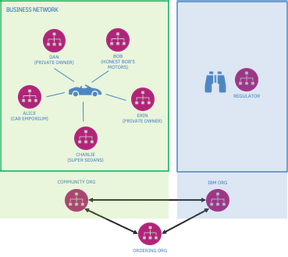 BUSINESS NETWORK
DAN
(PRIVATE OWNER)
BOB
(HONEST BOB'S
MOTORS)
ALICE
(CAR EMPORIUM)
ERIN
(PRIVATE OWNER)
CHARLIE
(SUPER SEDANS)
REGULATOR
COMMUNITY ORG
IBM ORG
ORDERING ORG